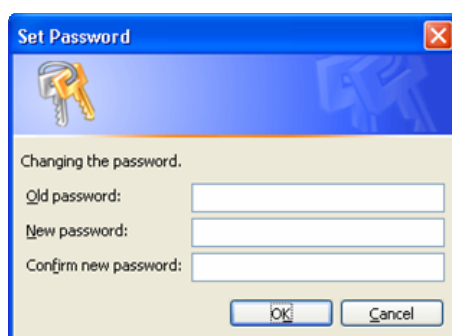 Set Password
Changing the password.
Old password:
New password:
Confirm new password:
OK
Cancel